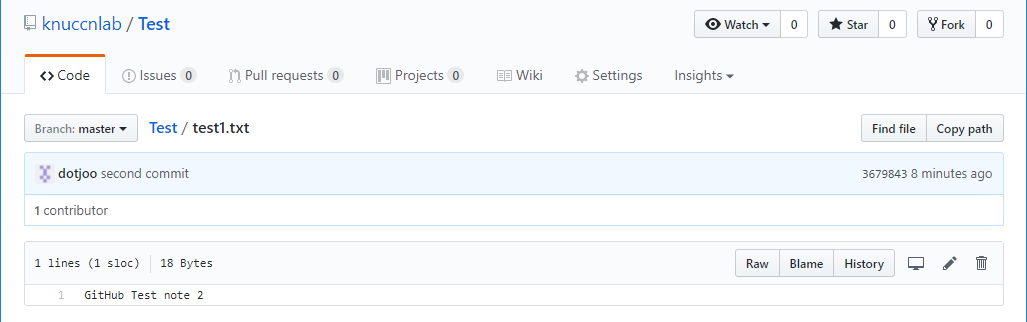 knuccnlab / Test
Watch 0 Star 0 Fork 0
Code Issues 0 Pull requests 0 Projects 0 Wiki Settings Insights
Branch: master Test / test1.txt Find file Copy path
dotjoo second commit 3679843 8 minutes ago
1 contributor
1 lines (1 sloc) 18 Bytes Raw Blame History
1 GitHub Test note 2